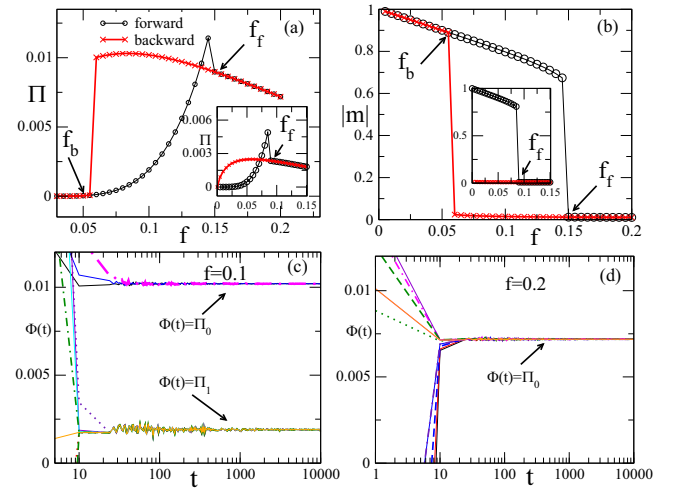 forward
backward
(a)
f_f
f_b
Π
0.01
0.005
0
0.05
0.1
0.15
0.2
f
Π
0.006
0.003
0
0
0.05
0.10
0.15
f_f
(b)
1
0.8
0.6
0.4
0.2
0
|m|
f_b
f_f
1
0.5
0
0
0.05
0.10
0.15
f_f
0
0.05
0.1
0.15
0.2
f
(c)
f=0.1
0.01
Φ(t)
0.005
0
Φ(t)=Π_0
Φ(t)=Π_1
10
100
1000
10000
t
(d)
f=0.2
0.01
Φ(t)
0.005
0
Φ(t)=Π_0
1
10
100
1000
10000
t